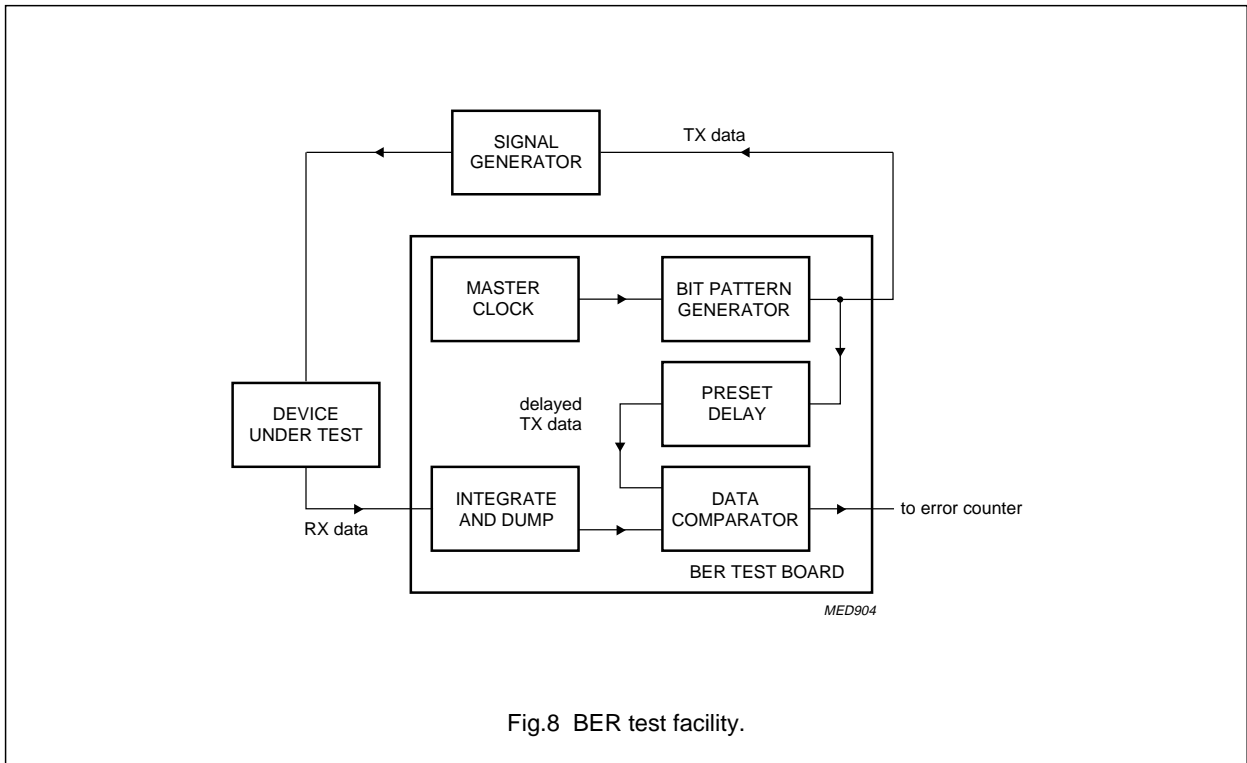 SIGNAL
GENERATOR
TX data
MASTER
CLOCK
BIT PATTERN
GENERATOR
DEVICE
UNDER TEST
delayed
TX data
PRESET
DELAY
INTEGRATE
AND DUMP
DATA
COMPARATOR
to error counter
RX data
BER TEST BOARD
MED904
Fig.8 BER test facility.